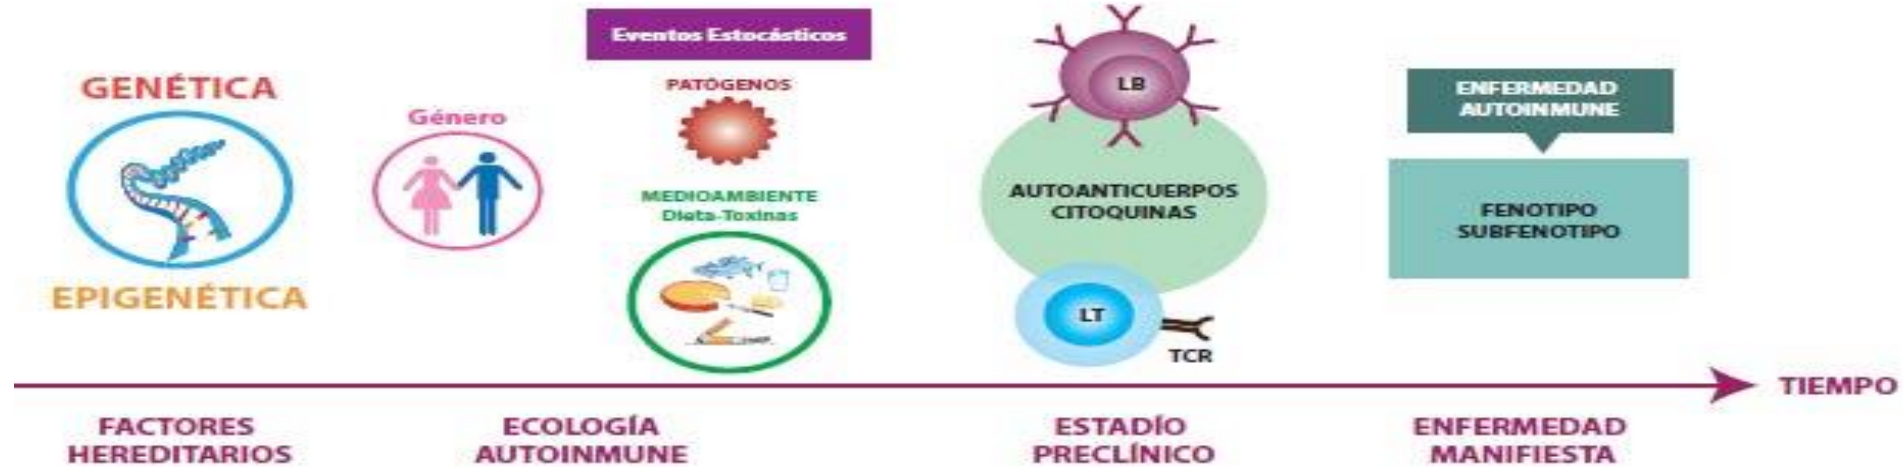 GENÉTICA
EPIGENÉTICA
Género
Eventos Estocásticos
PATÓGENOS
MEDIOAMBIENTE
Dieta-Toxinas
LB
AUTOANTICUERPOS
CITOQUINAS
LT
TCR
ENFERMEDAD
AUTOINMUNE
FENOTIPO
SUBFENOTIPO
TIEMPO
FACTORES
HEREDITARIOS
ECOLOGÍA
AUTOINMUNE
ESTADÍO
PRECLÍNICO
ENFERMEDAD
MANIFIESTA